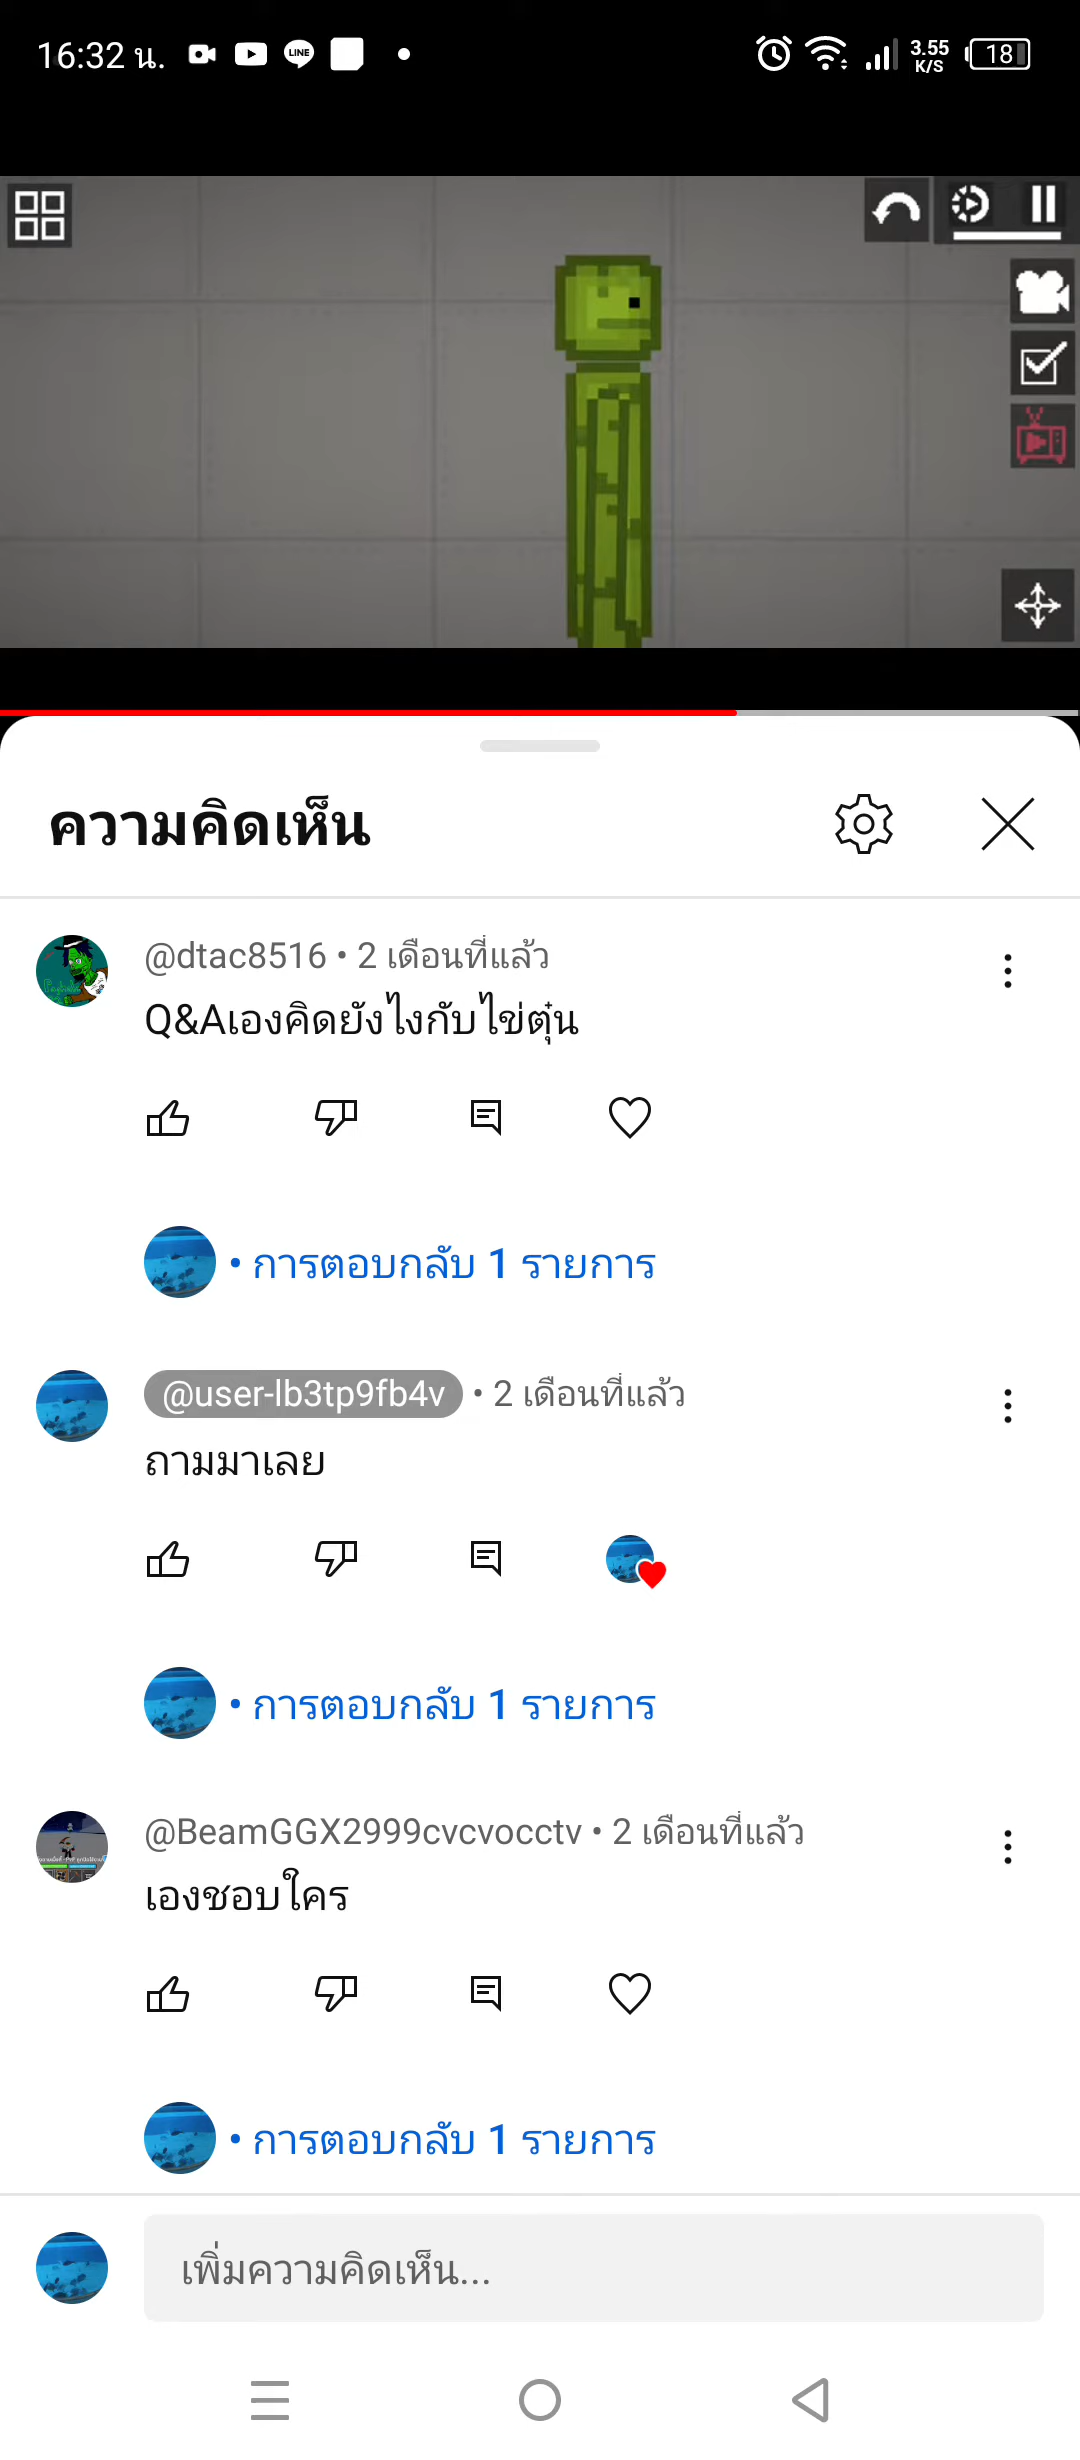 16:32 น.
LINE
3.55
K/S
18
ความคิดเห็น
@dtac8516 • 2 เดือนที่แล้ว
Q&Aเองคิดยังไงกับไข่ตุ๋น
• การตอบกลับ 1 รายการ
@user-lb3tp9fb4v • 2 เดือนที่แล้ว
ถามมาเลย
• การตอบกลับ 1 รายการ
@BeamGGX2999cvcvocctv • 2 เดือนที่แล้ว
เองชอบใคร
• การตอบกลับ 1 รายการ
เพิ่มความคิดเห็น...